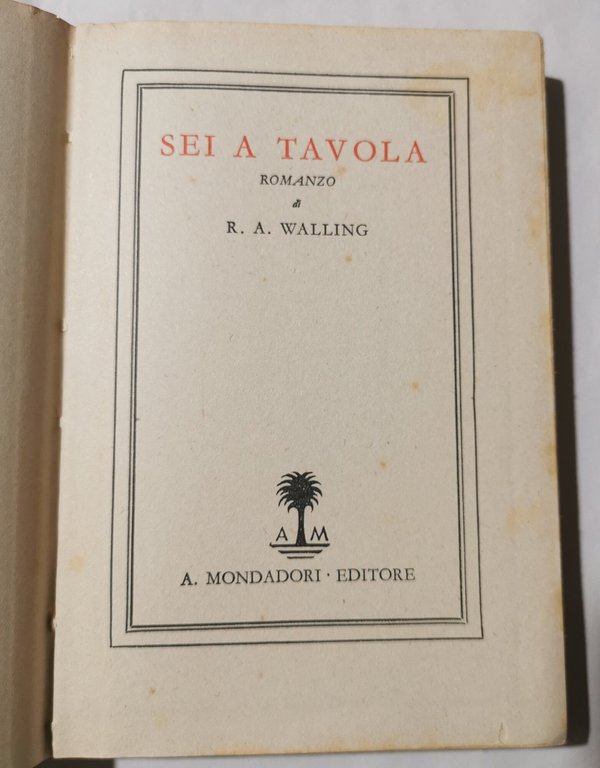 SEI A TAVOLA
ROMANZO
di
R. A. WALLING
A M
A. MONDADORI · EDITORE